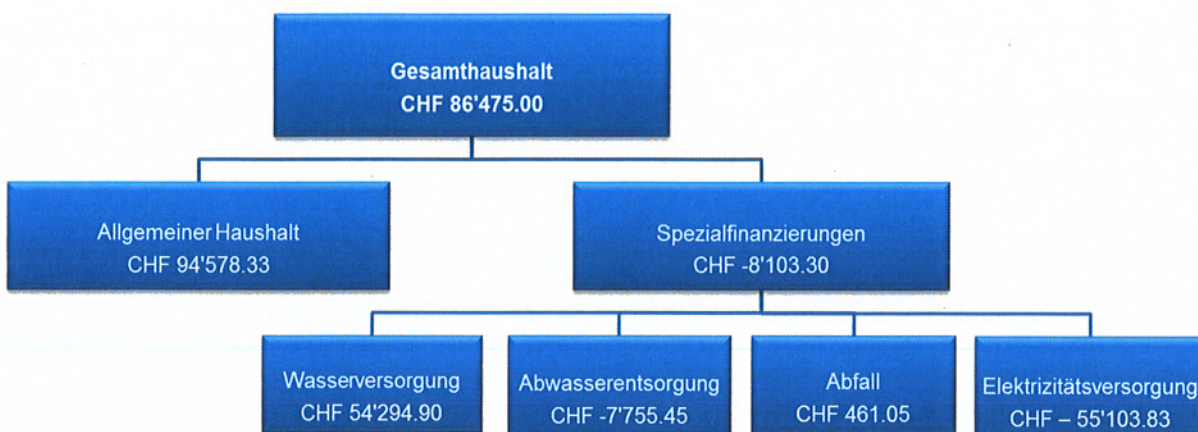 Gesamthaushalt
CHF 86'475.00
Allgemeiner Haushalt
CHF 94'578.33
Spezialfinanzierungen
CHF -8'103.30
Wasserversorgung
CHF 54'294.90
Abwasserentsorgung
CHF -7'755.45
Abfall
CHF 461.05
Elektrizitätsversorgung
CHF – 55'103.83